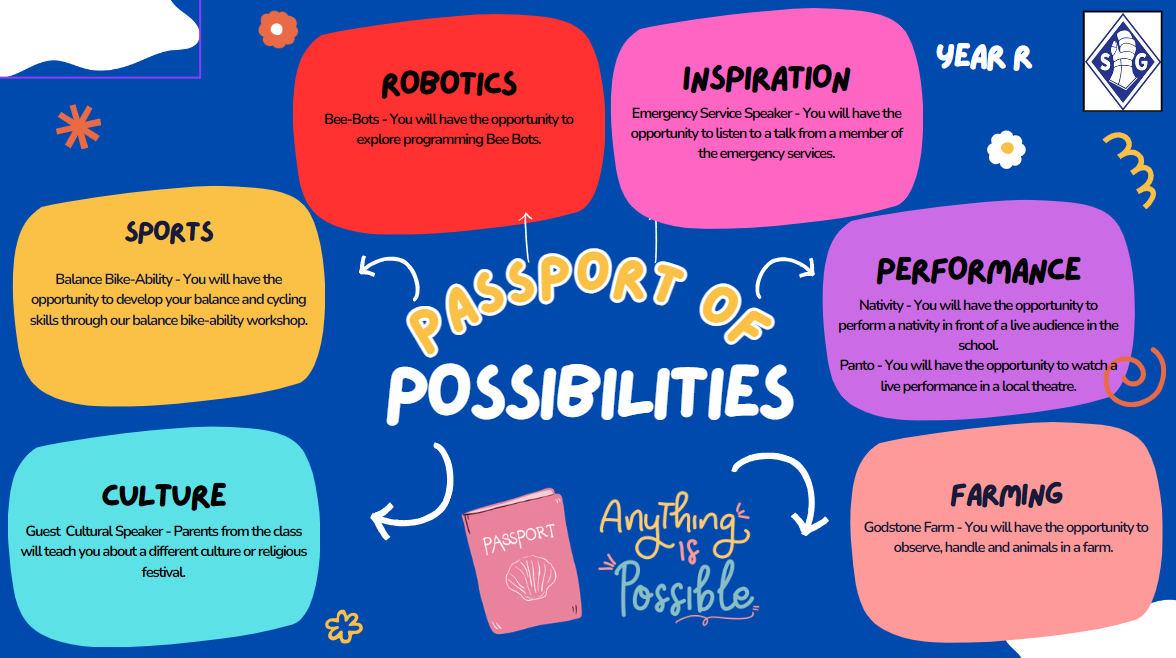 ROBOTICS
Bee-Bots - You will have the opportunity to
explore programming Bee Bots.
INSPIRATION
Emergency Service Speaker - You will have the
opportunity to listen to a talk from a member of
the emergency services.
YEAR R
S G
SPORTS
Balance Bike-Ability - You will have the
opportunity to develop your balance and cycling
skills through our balance bike-ability workshop.
PASSPORT OF
POSSIBILITIES
PERFORMANCE
Nativity - You will have the opportunity to
perform a nativity in front of a live audience in the
school.
Panto - You will have the opportunity to watch a
live performance in a local theatre.
CULTURE
Guest Cultural Speaker - Parents from the class
will teach you about a different culture or religious
festival.
PASSPORT
Anything
is
Possible
FARMING
Godstone Farm - You will have the opportunity to
observe, handle and animals in a farm.